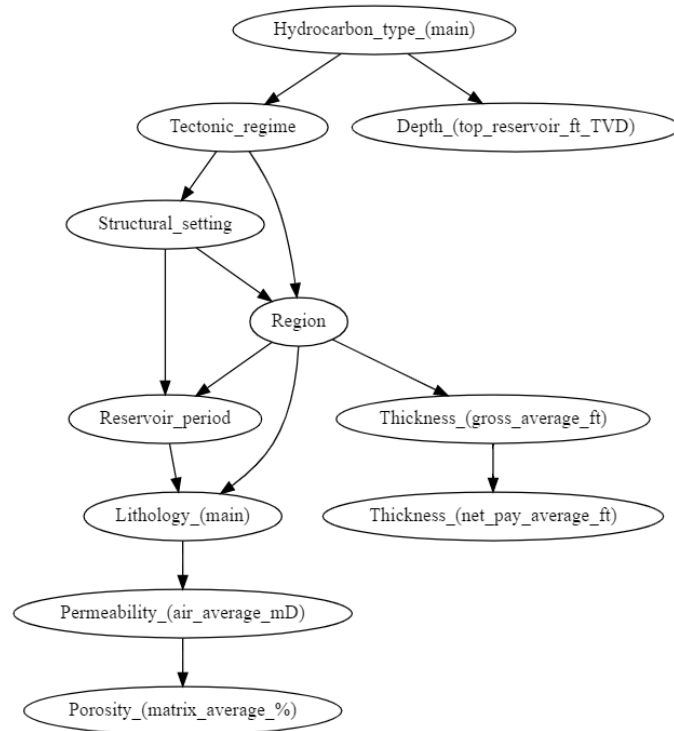 Hydrocarbon_type_(main)
Tectonic_regime
Depth_(top_reservoir_ft_TVD)
Structural_setting
Region
Reservoir_period
Thickness_(gross_average_ft)
Lithology_(main)
Thickness_(net_pay_average_ft)
Permeability_(air_average_mD)
Porosity_(matrix_average_%)